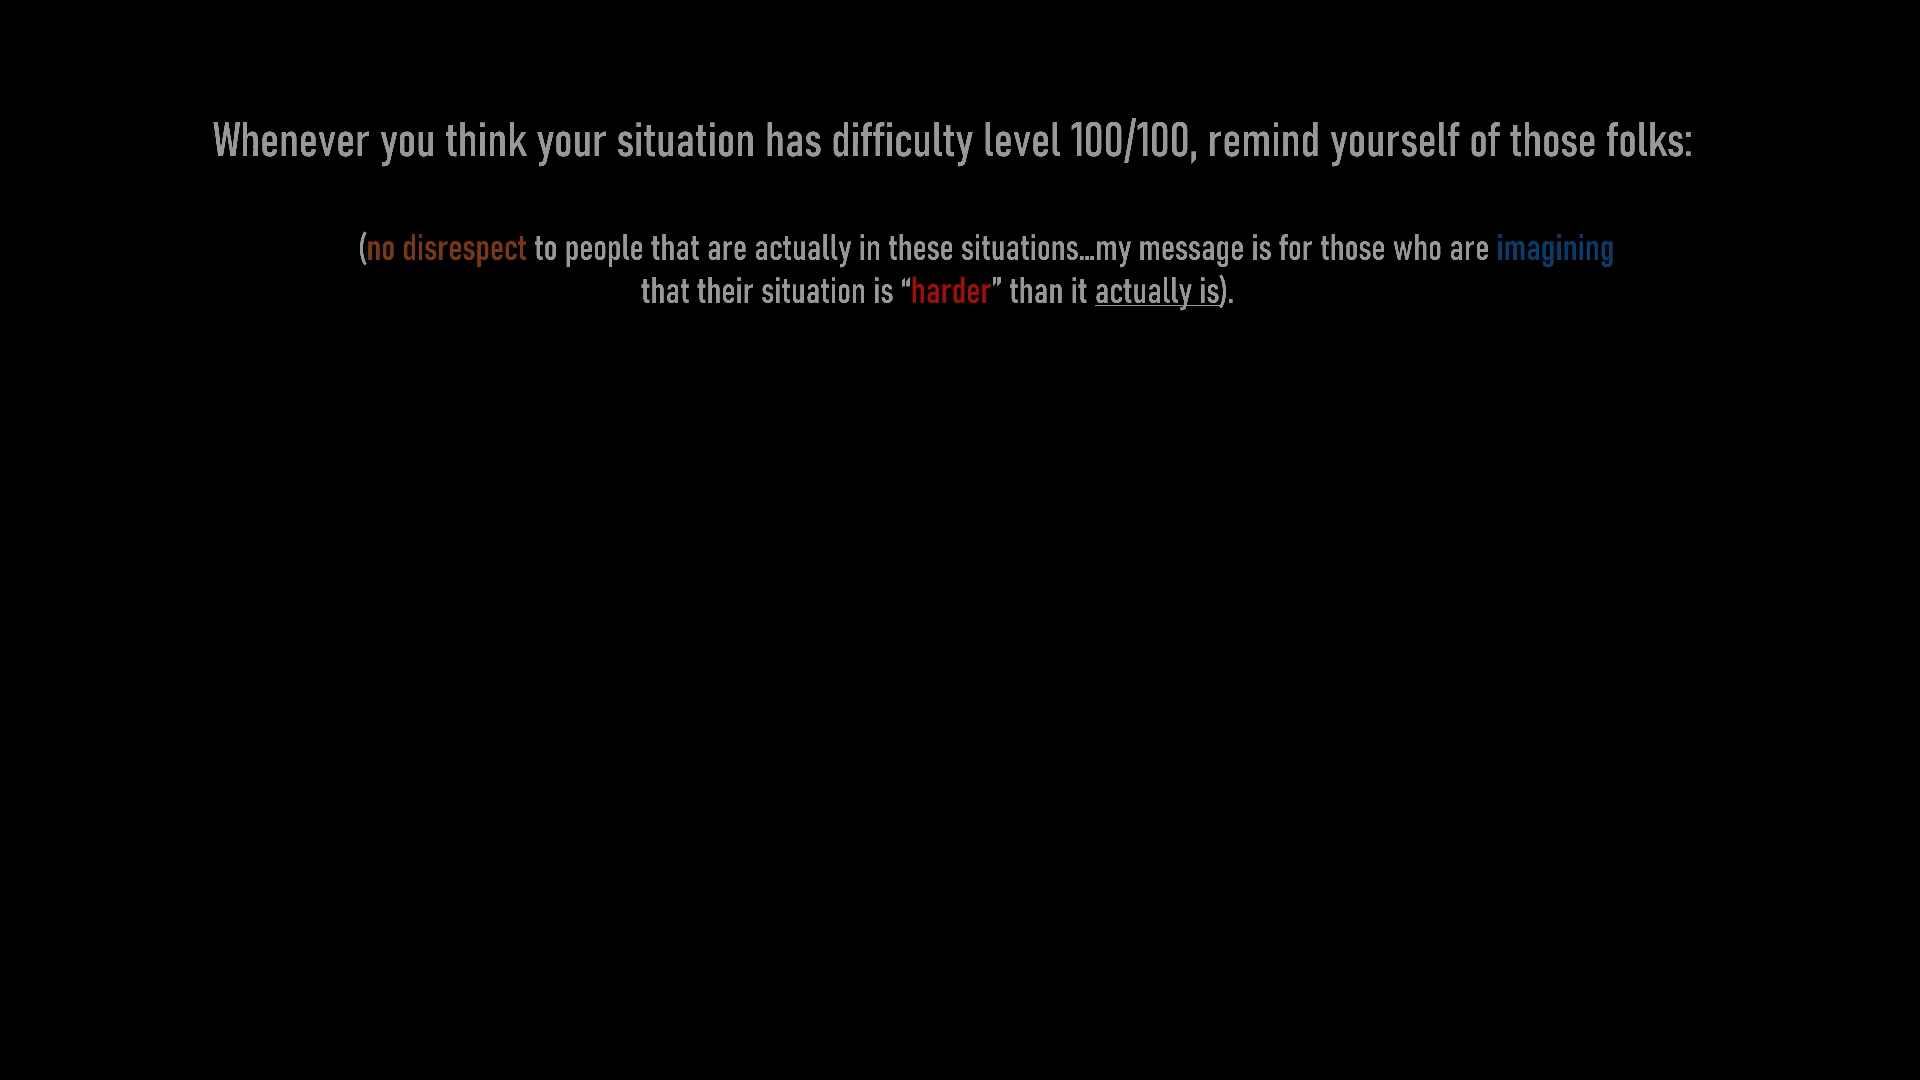 Whenever you think your situation has difficulty level 100/100, remind yourself of those folks:
(no disrespect to people that are actually in these situations...my message is for those who are imagining
that their situation is “harder” than it actually is).